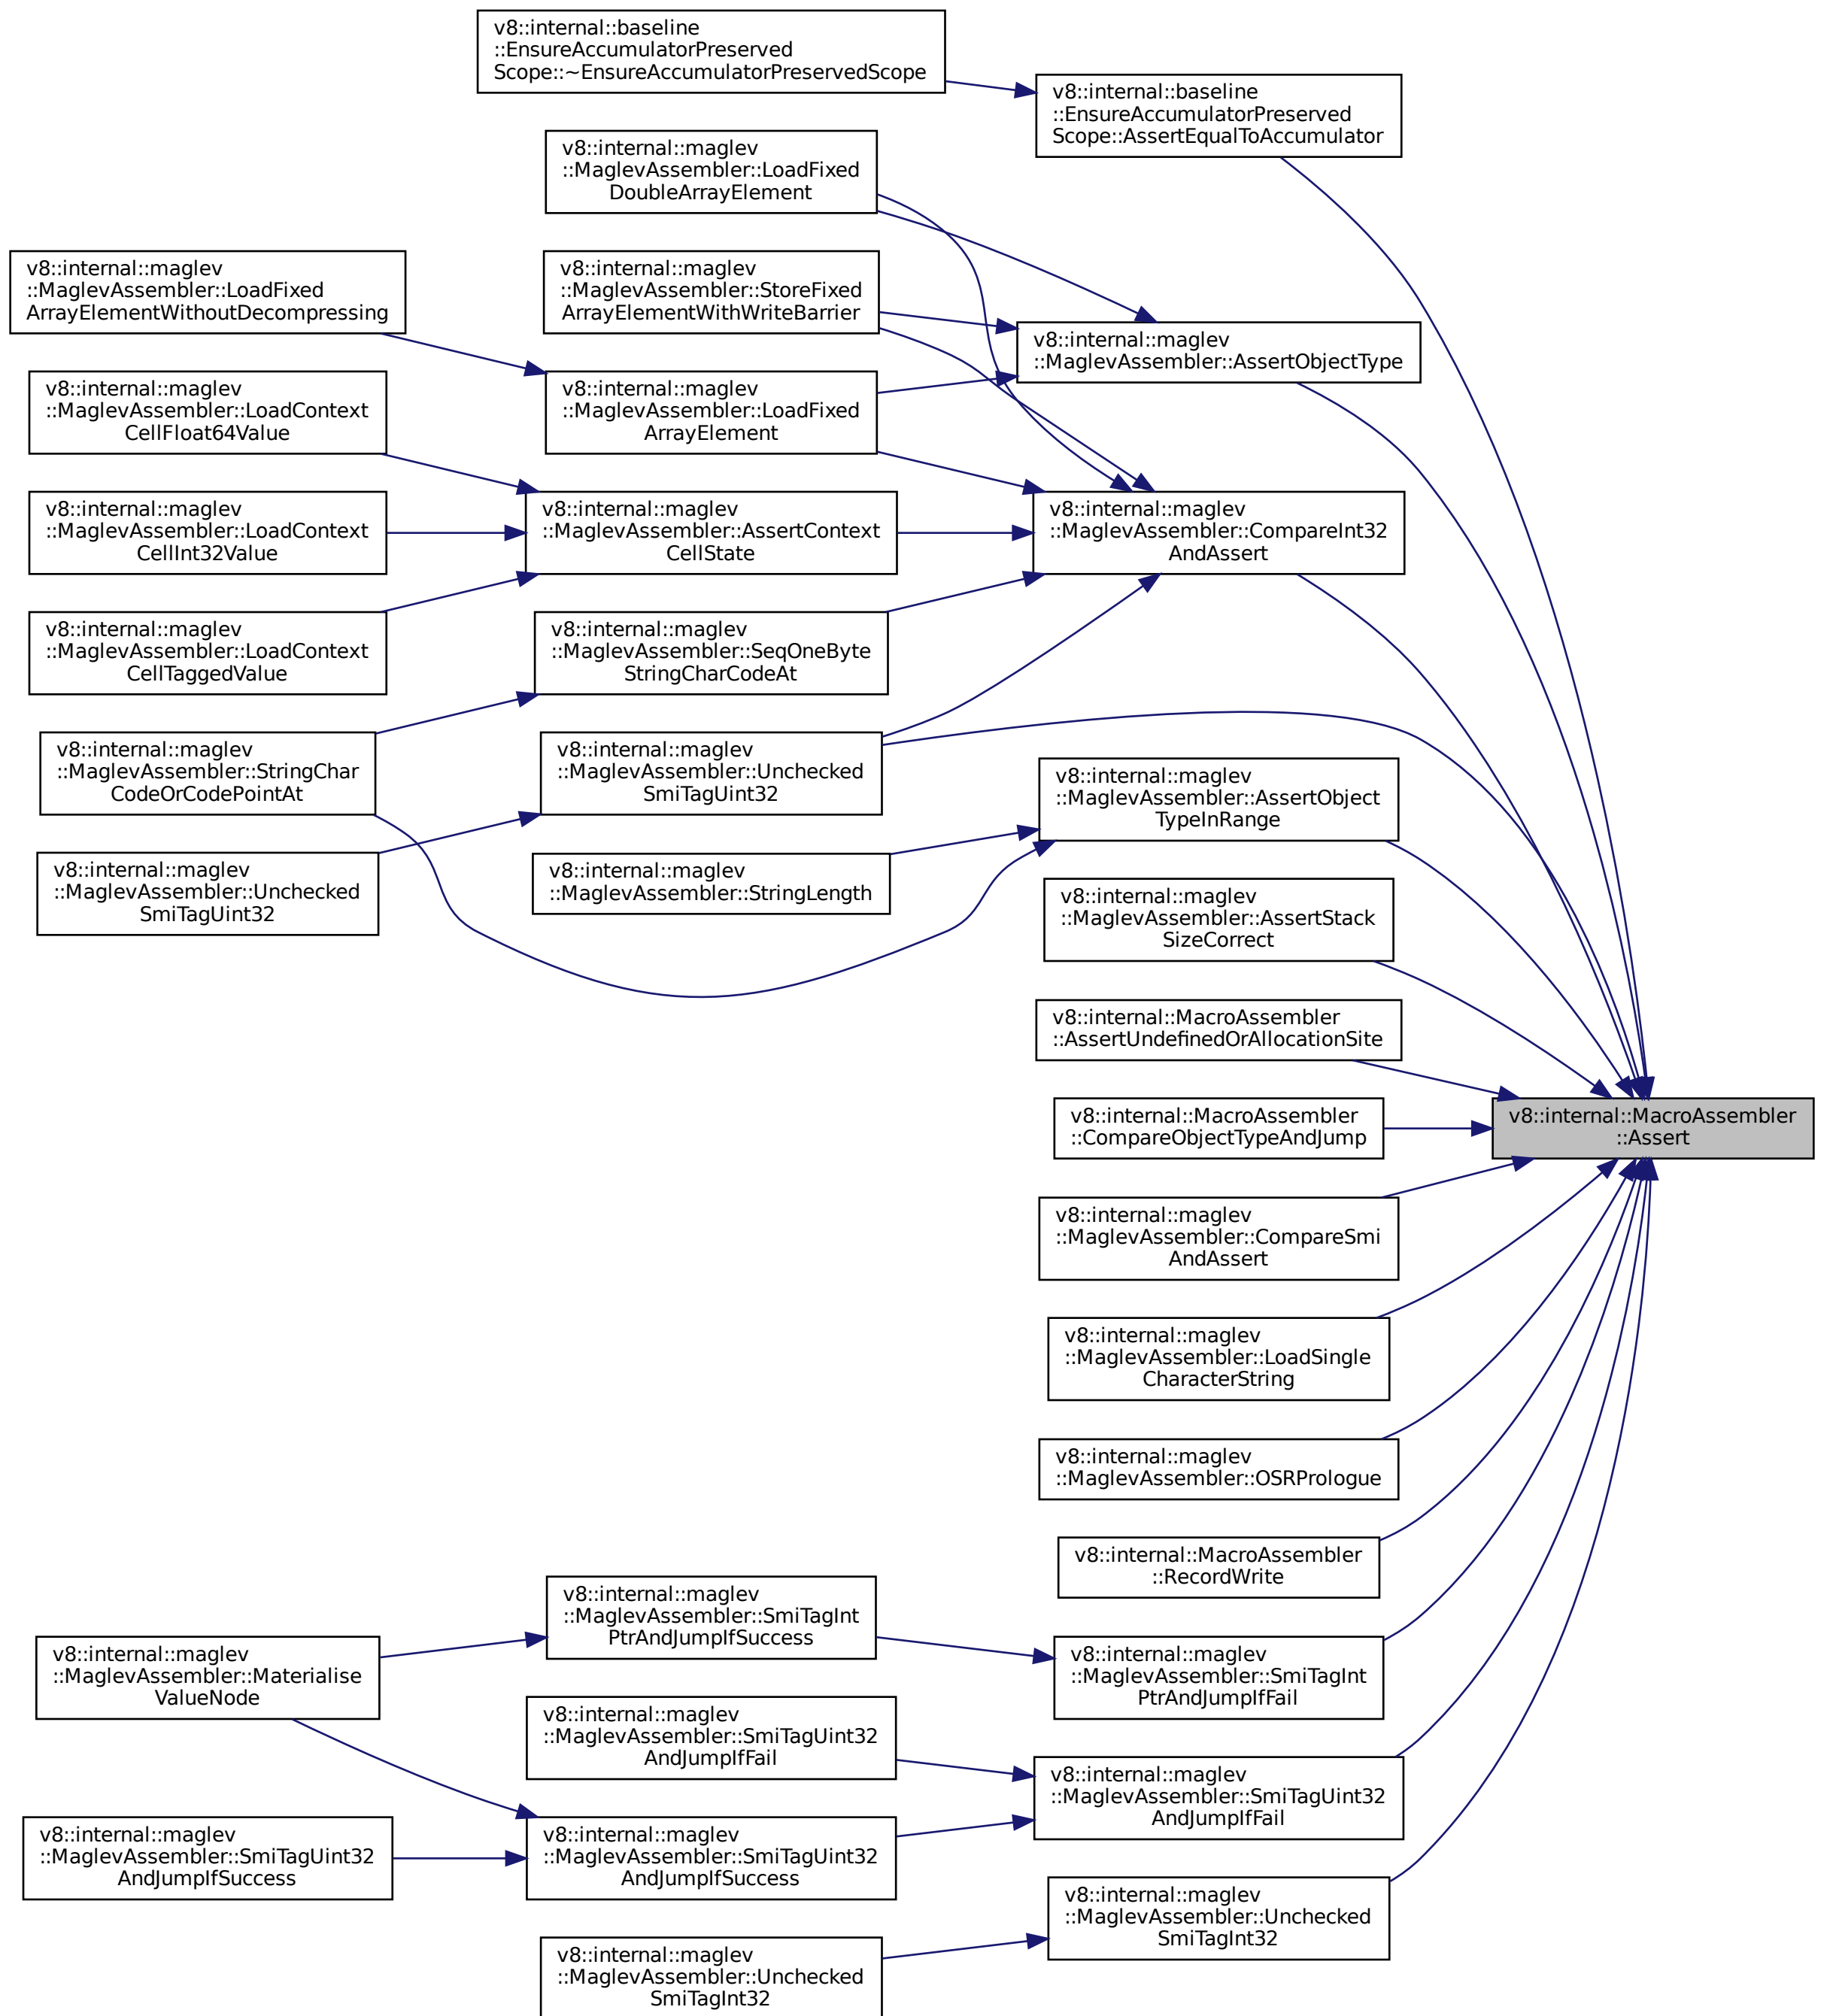 v8::internal::baseline
::EnsureAccumulatorPreserved
Scope::~EnsureAccumulatorPreservedScope
v8::internal::baseline
::EnsureAccumulatorPreserved
Scope::AssertEqualToAccumulator
v8::internal::maglev
::MaglevAssembler::LoadFixed
DoubleArrayElement
v8::internal::maglev
::MaglevAssembler::LoadFixed
ArrayElementWithoutDecompressing
v8::internal::maglev
::MaglevAssembler::StoreFixed
ArrayElementWithWriteBarrier
v8::internal::maglev
::MaglevAssembler::AssertObjectType
v8::internal::maglev
::MaglevAssembler::LoadContext
CellFloat64Value
v8::internal::maglev
::MaglevAssembler::LoadFixed
ArrayElement
v8::internal::maglev
::MaglevAssembler::LoadContext
CellInt32Value
v8::internal::maglev
::MaglevAssembler::AssertContext
CellState
v8::internal::maglev
::MaglevAssembler::CompareInt32
AndAssert
v8::internal::maglev
::MaglevAssembler::LoadContext
CellTaggedValue
v8::internal::maglev
::MaglevAssembler::SeqOneByte
StringCharCodeAt
v8::internal::maglev
::MaglevAssembler::StringChar
CodeOrCodePointAt
v8::internal::maglev
::MaglevAssembler::Unchecked
SmiTagUint32
v8::internal::maglev
::MaglevAssembler::AssertObject
TypeInRange
v8::internal::maglev
::MaglevAssembler::Unchecked
SmiTagUint32
v8::internal::maglev
::MaglevAssembler::StringLength
v8::internal::maglev
::MaglevAssembler::AssertStack
SizeCorrect
v8::internal::MacroAssembler
::AssertUndefinedOrAllocationSite
v8::internal::MacroAssembler
::CompareObjectTypeAndJump
v8::internal::MacroAssembler
::Assert
v8::internal::maglev
::MaglevAssembler::CompareSmi
AndAssert
v8::internal::maglev
::MaglevAssembler::LoadSingle
CharacterString
v8::internal::maglev
::MaglevAssembler::OSRPrologue
v8::internal::MacroAssembler
::RecordWrite
v8::internal::maglev
::MaglevAssembler::SmiTagInt
PtrAndJumpIfSuccess
v8::internal::maglev
::MaglevAssembler::Materialise
ValueNode
v8::internal::maglev
::MaglevAssembler::SmiTagInt
PtrAndJumpIfFail
v8::internal::maglev
::MaglevAssembler::SmiTagUint32
AndJumpIfFail
v8::internal::maglev
::MaglevAssembler::SmiTagUint32
AndJumpIfFail
v8::internal::maglev
::MaglevAssembler::SmiTagUint32
AndJumpIfSuccess
v8::internal::maglev
::MaglevAssembler::SmiTagUint32
AndJumpIfSuccess
v8::internal::maglev
::MaglevAssembler::Unchecked
SmiTagInt32
v8::internal::maglev
::MaglevAssembler::Unchecked
SmiTagInt32